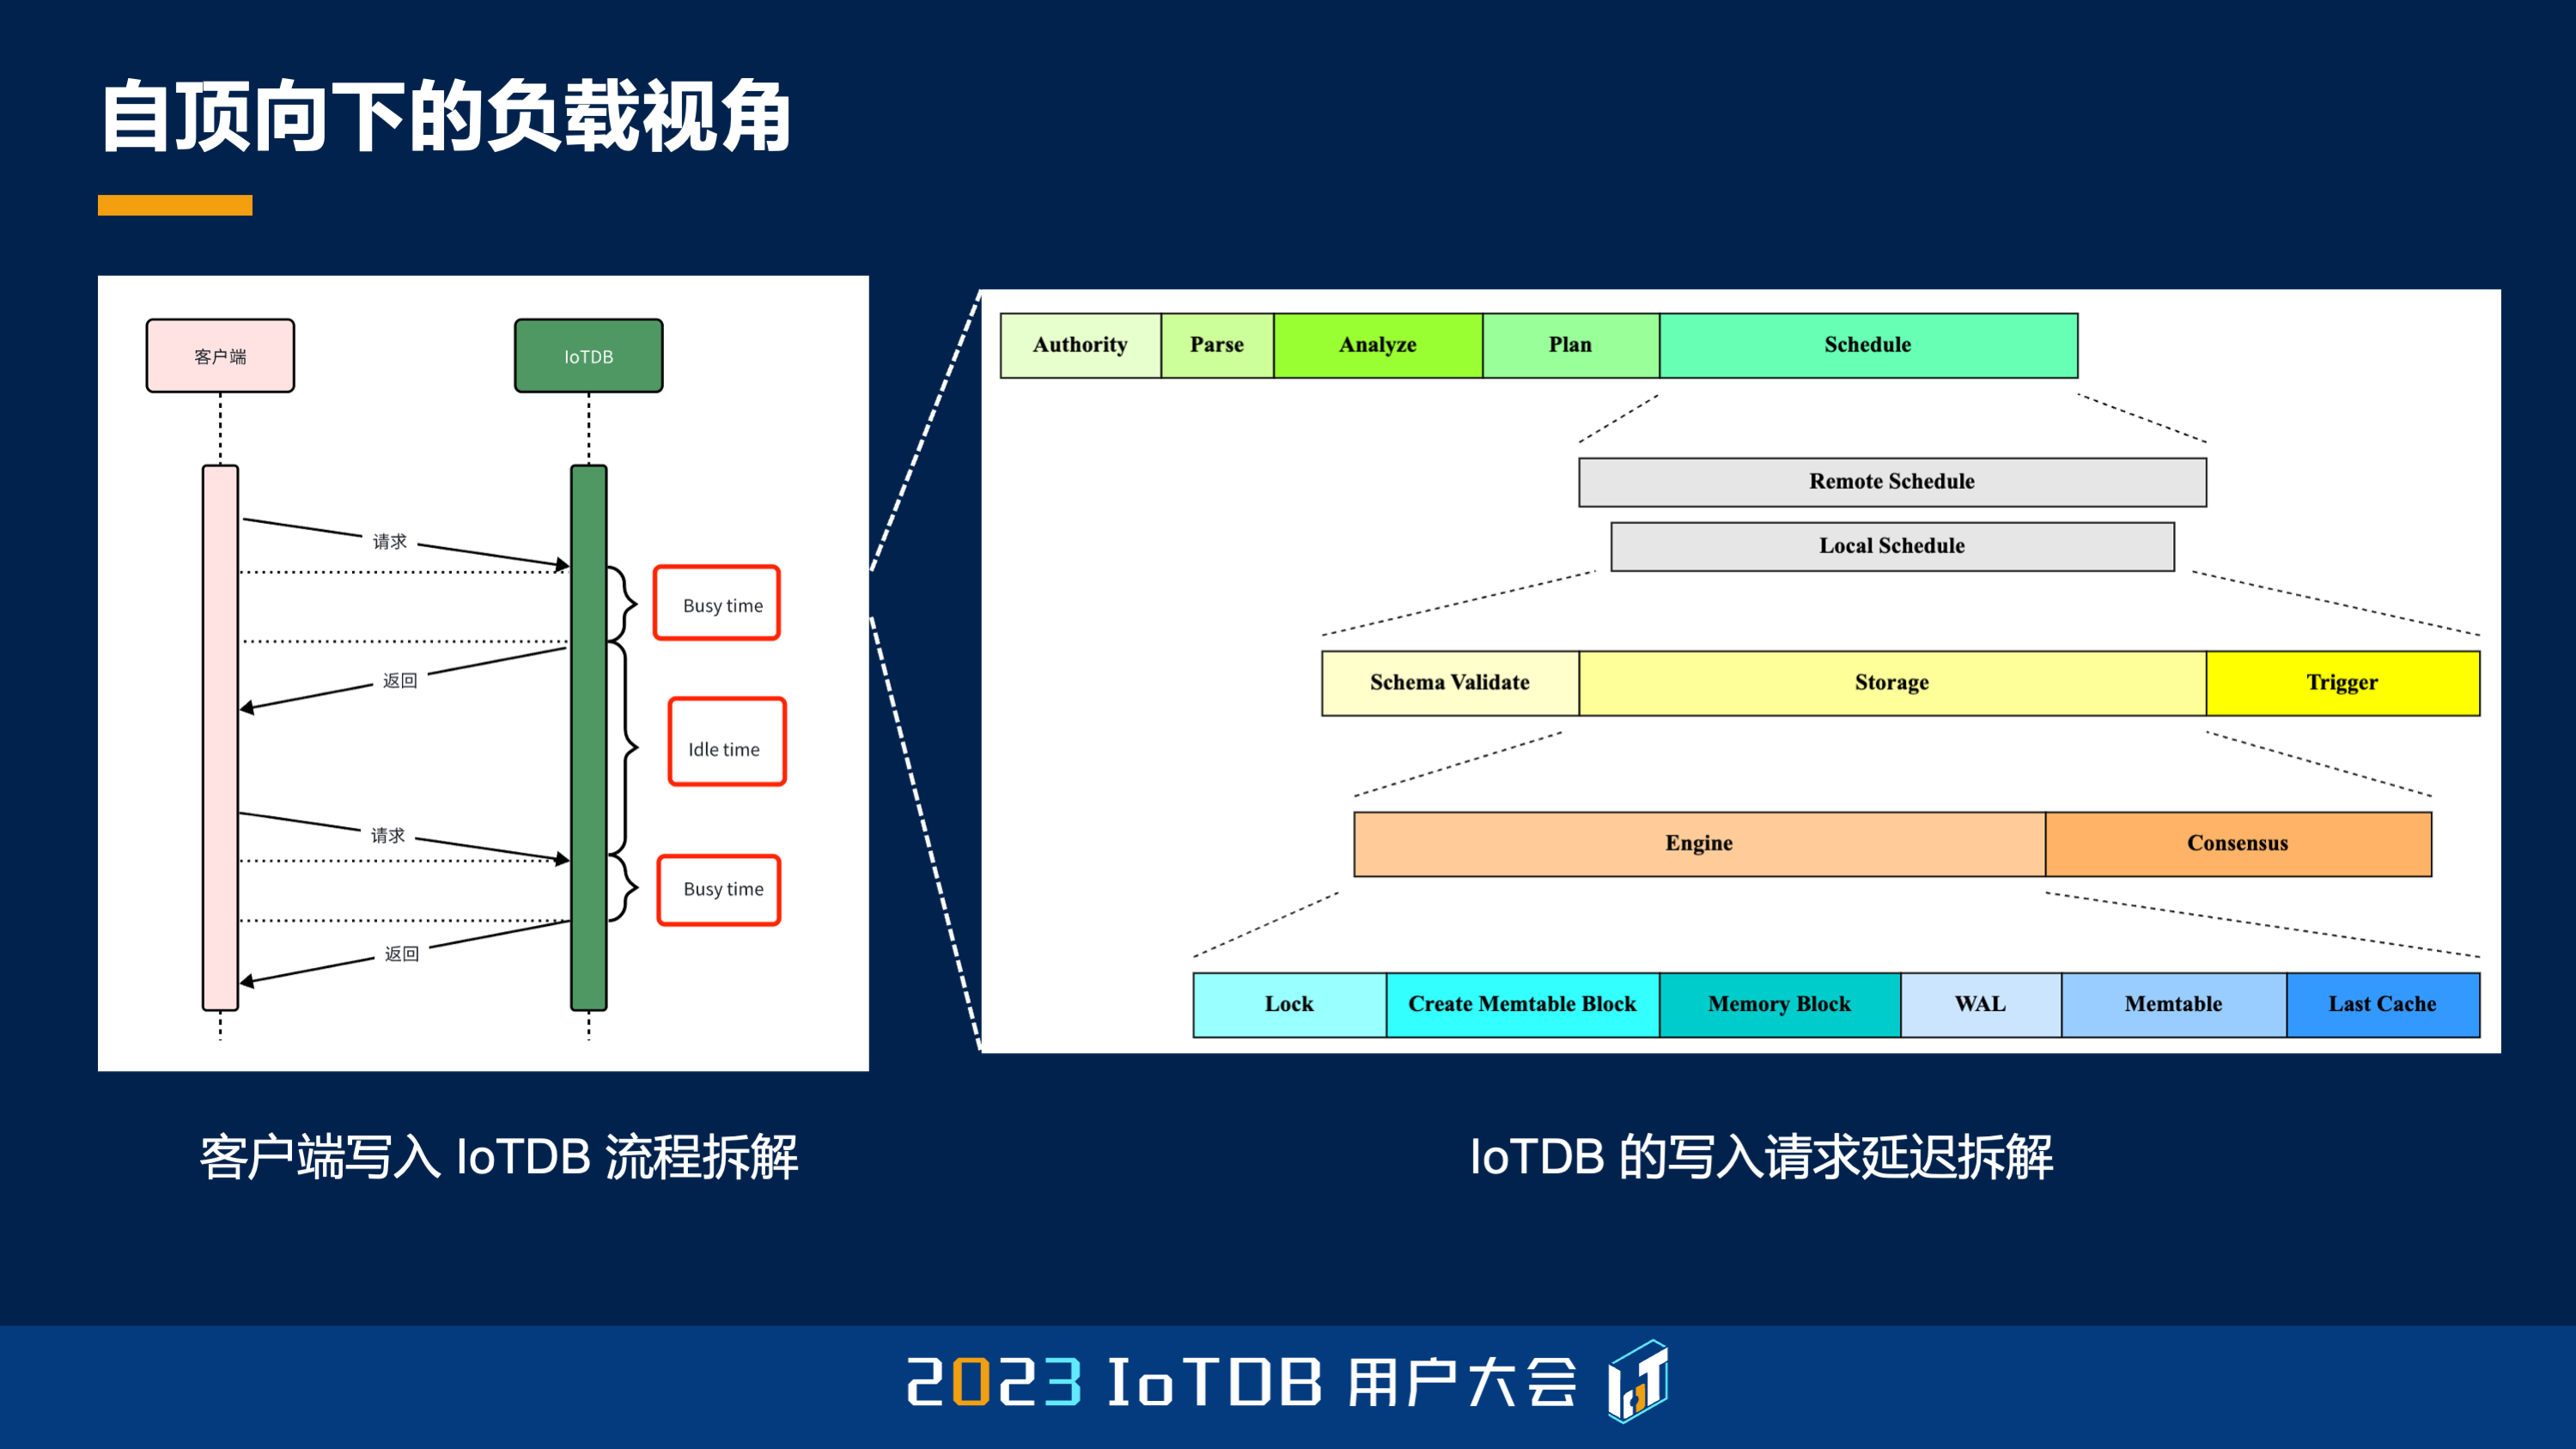 自顶向下的负载视角
客户端
IoTDB
请求
Busy time
返回
Idle time
请求
Busy time
返回
Authority
Parse
Analyze
Plan
Schedule
Remote Schedule
Local Schedule
Schema Validate
Storage
Trigger
Engine
Consensus
Lock
Create Memtable Block
Memory Block
WAL
Memtable
Last Cache
客户端写入 IoTDB 流程拆解
IoTDB 的写入请求延迟拆解
2023 IoTDB 用户大会